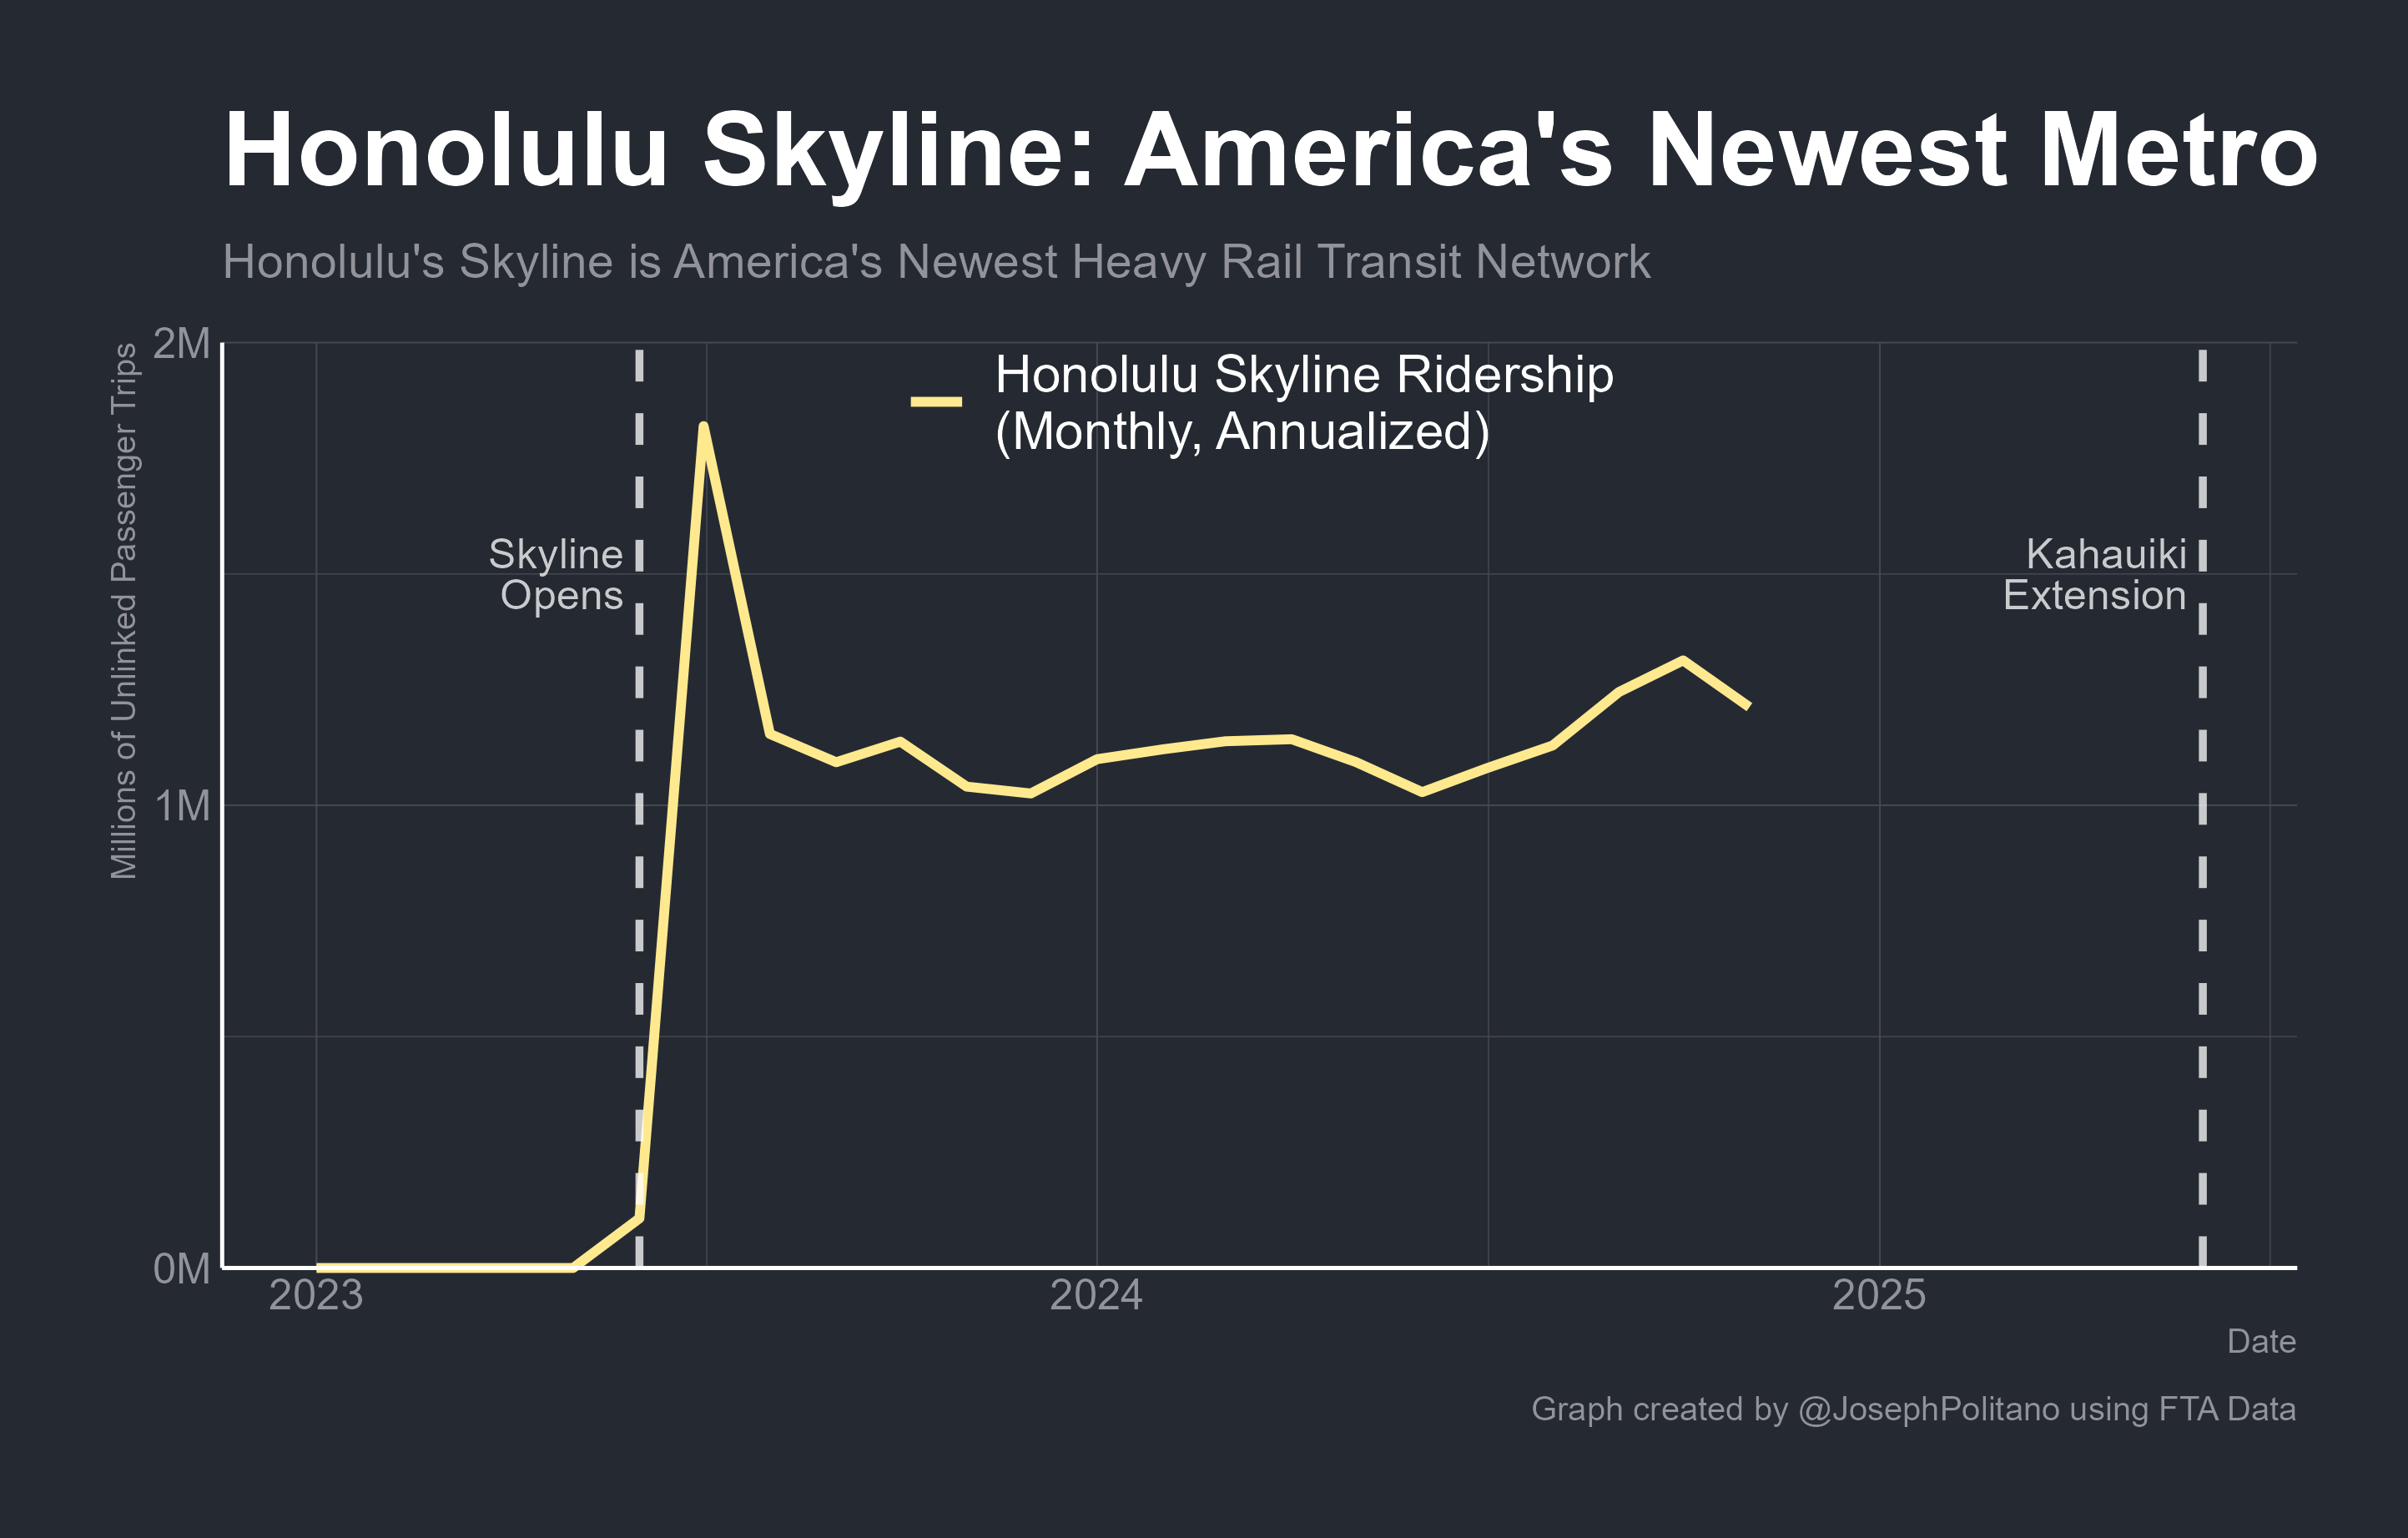 Honolulu Skyline: America's Newest Metro
Honolulu's Skyline is America's Newest Heavy Rail Transit Network
Millions of Unlinked Passenger Trips
2M
1M
0M
Honolulu Skyline Ridership
(Monthly, Annualized)
Skyline
Opens
Kahauiki
Extension
2023
2024
2025
Date
Graph created by @JosephPolitano using FTA Data